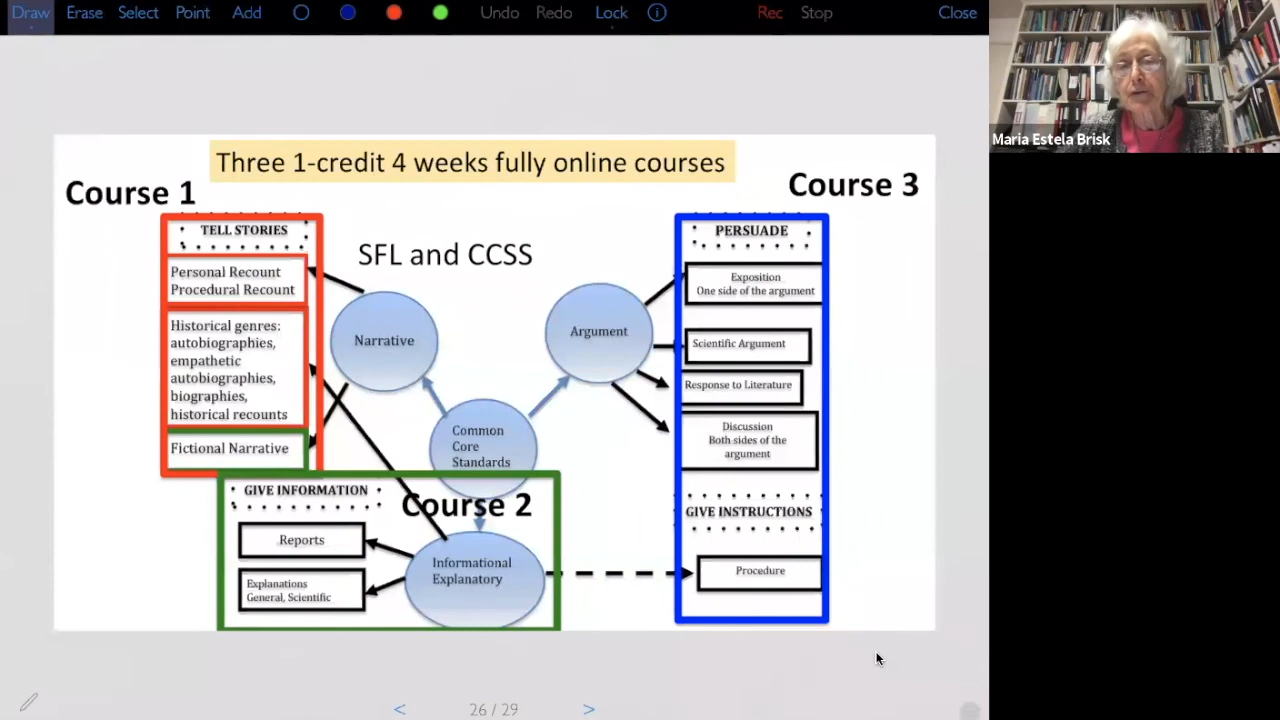 Draw Erase Select Point Add Undo Redo Lock Rec Stop Close
Maria Estela Brisk
Three 1-credit 4 weeks fully online courses
Course 1
Course 3
TELL STORIES
Personal Recount
Procedural Recount
Historical genres:
autobiographies,
empathetic
autobiographies,
biographies,
historical recounts
Fictional Narrative
SFL and CCSS
Narrative
Argument
Common
Core
Standards
PERSUADE
Exposition
One side of the argument
Scientific Argument
Response to Literature
Discussion
Both sides of the
argument
GIVE INFORMATION
Course 2
Reports
Explanations
General, Scientific
Informational
Explanatory
GIVE INSTRUCTIONS
Procedure
< 26 / 29 >